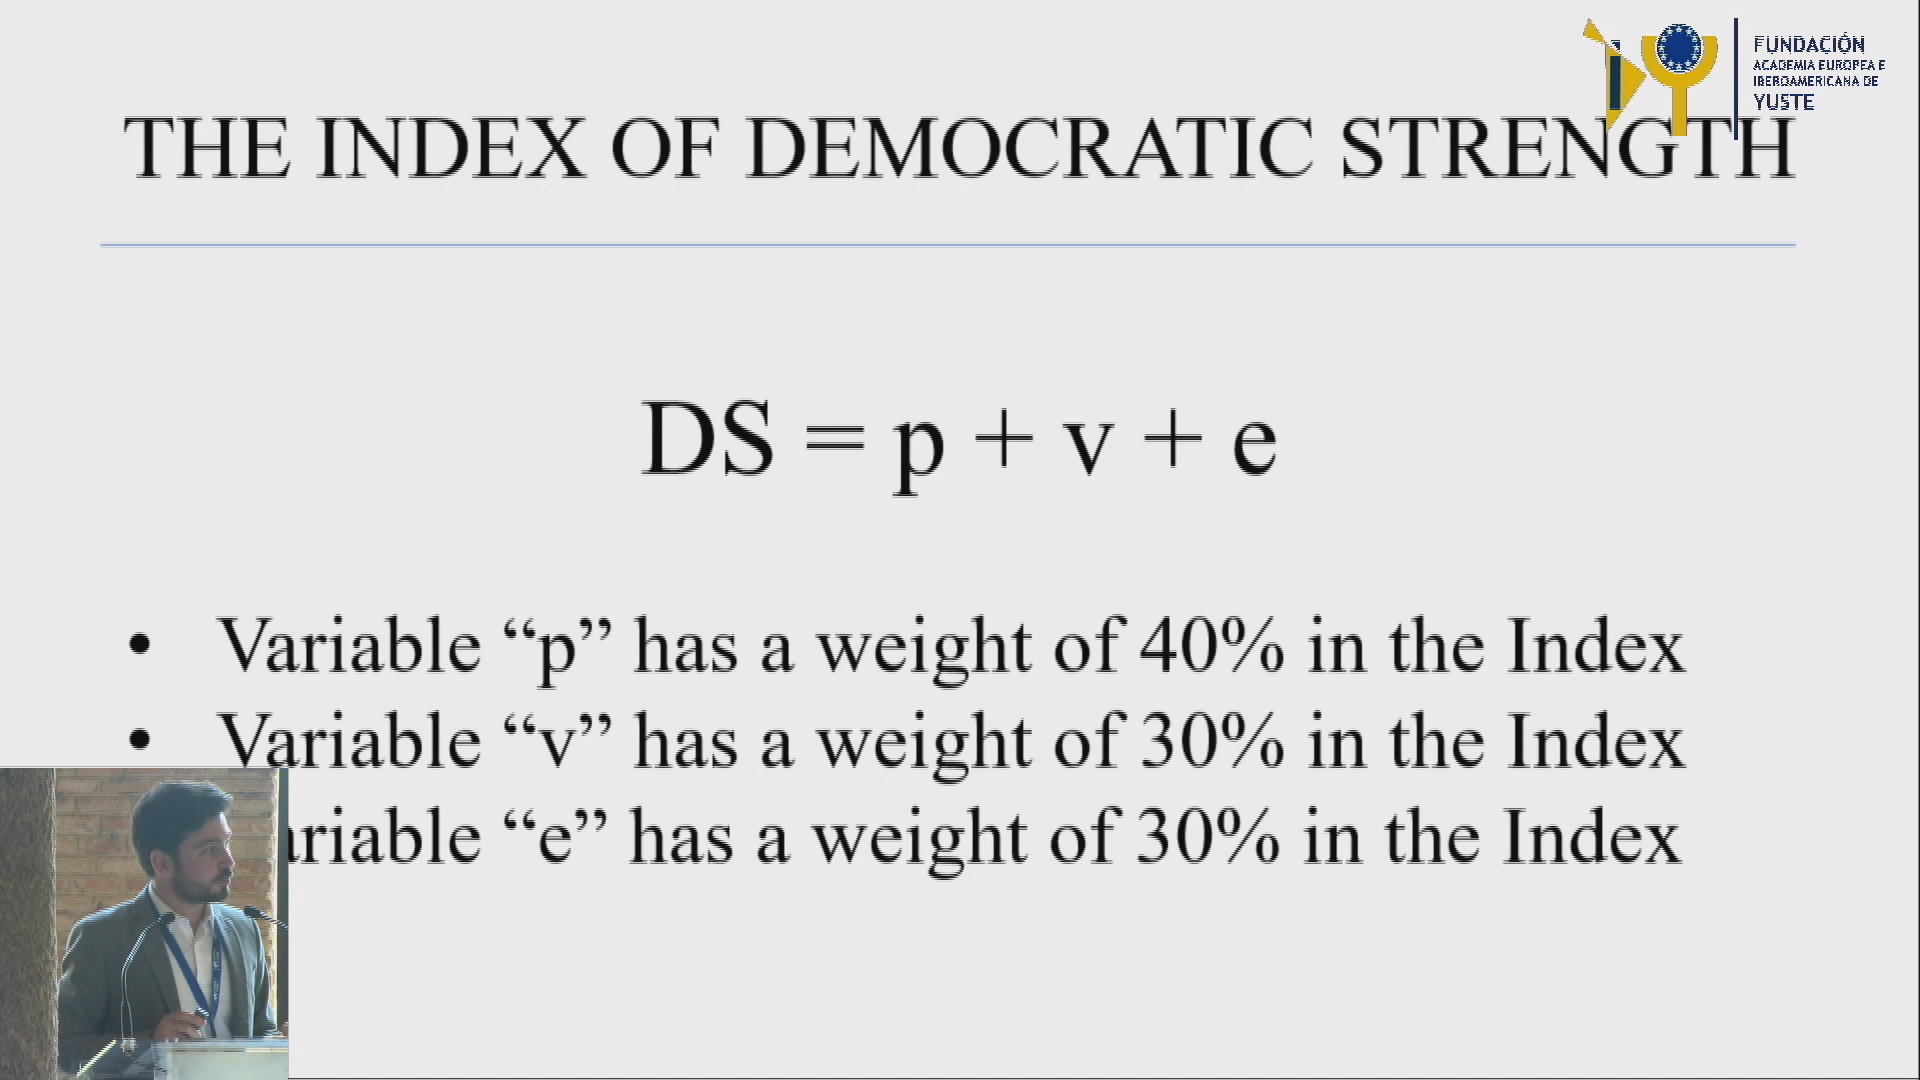 FUNDACIÓN
ACADEMIA EUROPEA E
IBEROAMERICANA DE
YUSTE
THE INDEX OF DEMOCRATIC STRENGTH
DS = p + v + e
• Variable “p” has a weight of 40% in the Index
• Variable “v” has a weight of 30% in the Index
ariable “e” has a weight of 30% in the Index